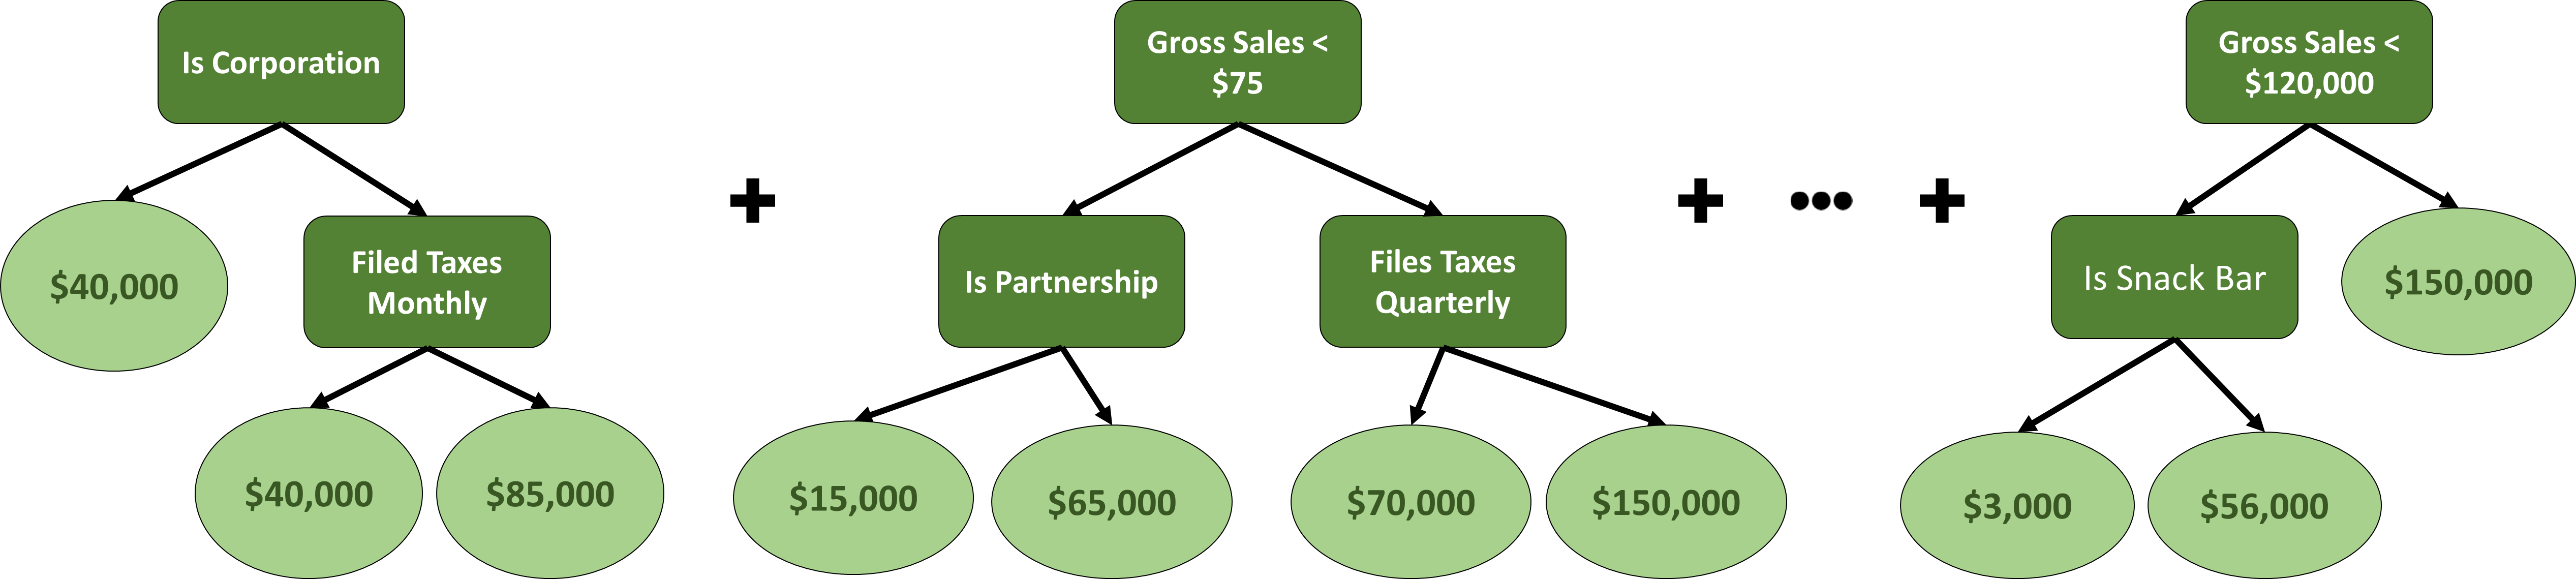 Is Corporation
$40,000
Filed Taxes
Monthly
$40,000
$85,000
Gross Sales <
$75
Is Partnership
$15,000
$65,000
Files Taxes
Quarterly
$70,000
$150,000
Gross Sales <
$120,000
Is Snack Bar
$3,000
$56,000
$150,000